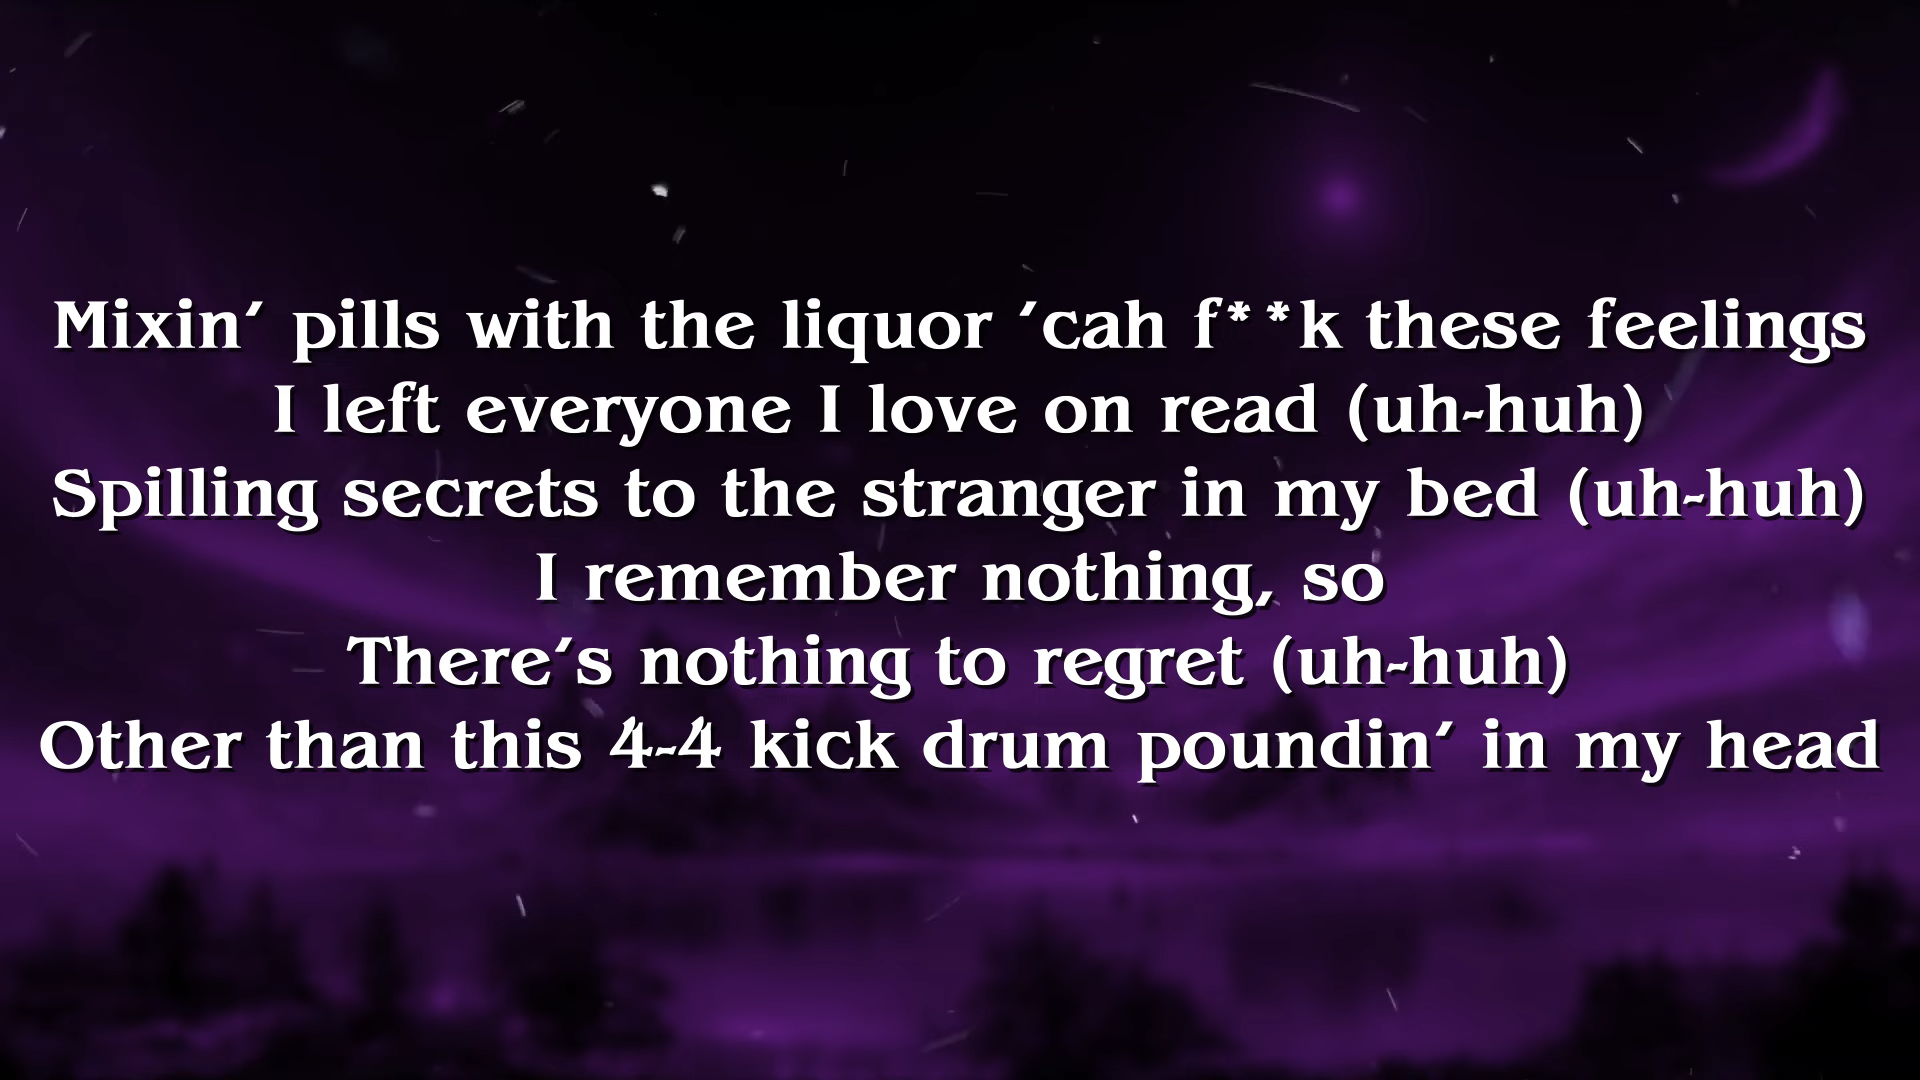 Mixin' pills with the liquor 'cah f**k these feelings
I left everyone I love on read (uh-huh)
Spilling secrets to the stranger in my bed (uh-huh)
I remember nothing, so
There's nothing to regret (uh-huh)
Other than this 4-4 kick drum poundin' in my head